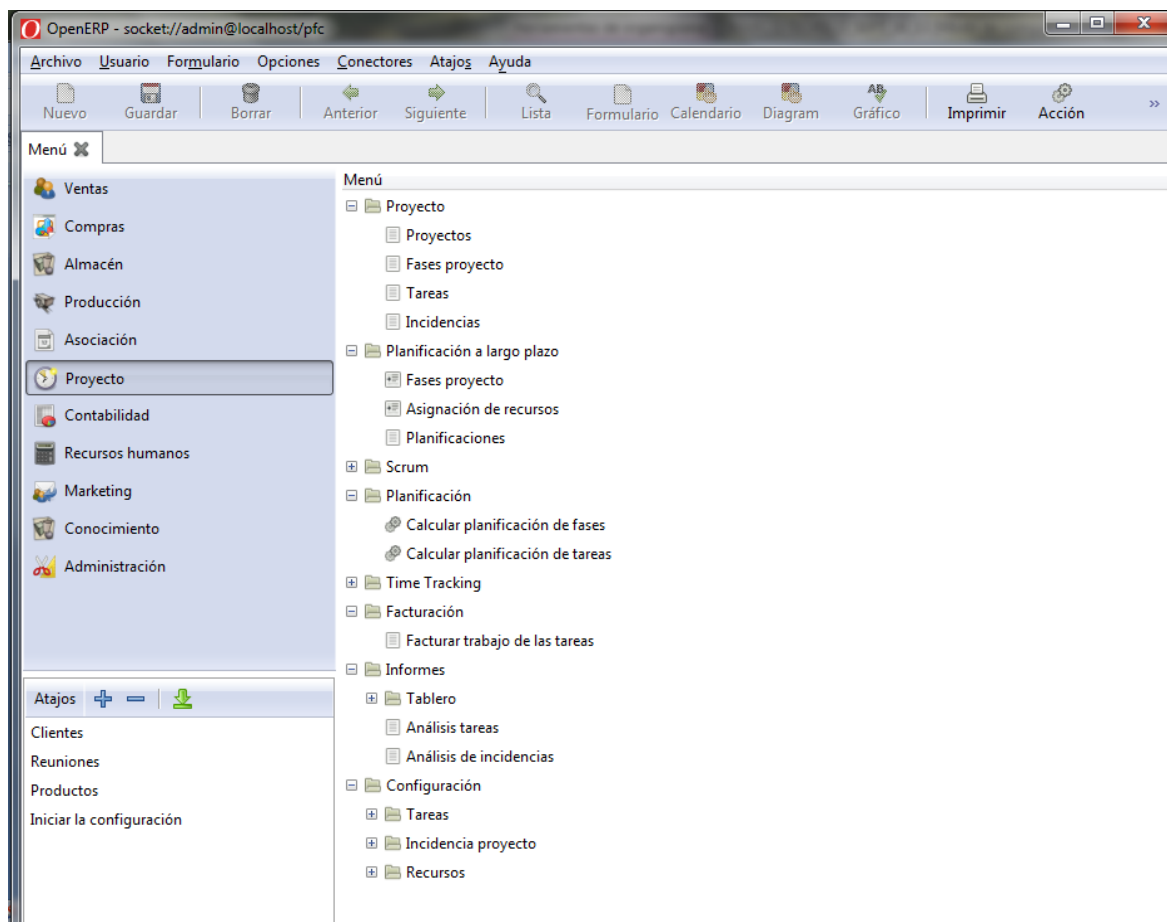 OpenERP - socket://admin@localhost/pfc
Archivo Usuario Formulario Opciones Conectores Atajos Ayuda
Nuevo Guardar Borrar Anterior Siguiente Lista Formulario Calendario Diagram Gráfico Imprimir Acción »
Menú
Ventas
Compras
Almacén
Producción
Asociación
Proyecto
Contabilidad
Recursos humanos
Marketing
Conocimiento
Administración
Atajos
Clientes
Reuniones
Productos
Iniciar la configuración
Menú
Proyecto
Proyectos
Fases proyecto
Tareas
Incidencias
Planificación a largo plazo
Fases proyecto
Asignación de recursos
Planificaciones
Scrum
Planificación
Calcular planificación de fases
Calcular planificación de tareas
Time Tracking
Facturación
Facturar trabajo de las tareas
Informes
Tablero
Análisis tareas
Análisis de incidencias
Configuración
Tareas
Incidencia proyecto
Recursos